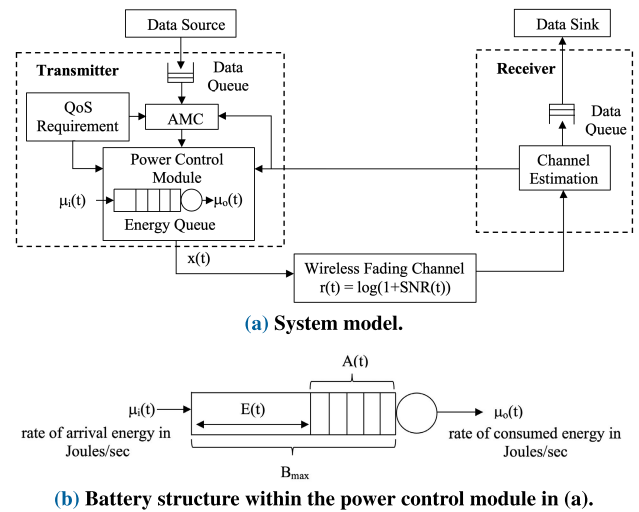 Data Source
Data Sink
Transmitter
Data
Queue
Receiver
QoS
Requirement
AMC
Data
Queue
Power Control
Module
Channel
Estimation
μi(t)
μo(t)
Energy Queue
x(t)
Wireless Fading Channel
r(t) = log(1+SNR(t))
(a) System model.
A(t)
μi(t)
E(t)
μo(t)
rate of arrival energy in
Joules/sec
rate of consumed energy in
Joules/sec
Bmax
(b) Battery structure within the power control module in (a).